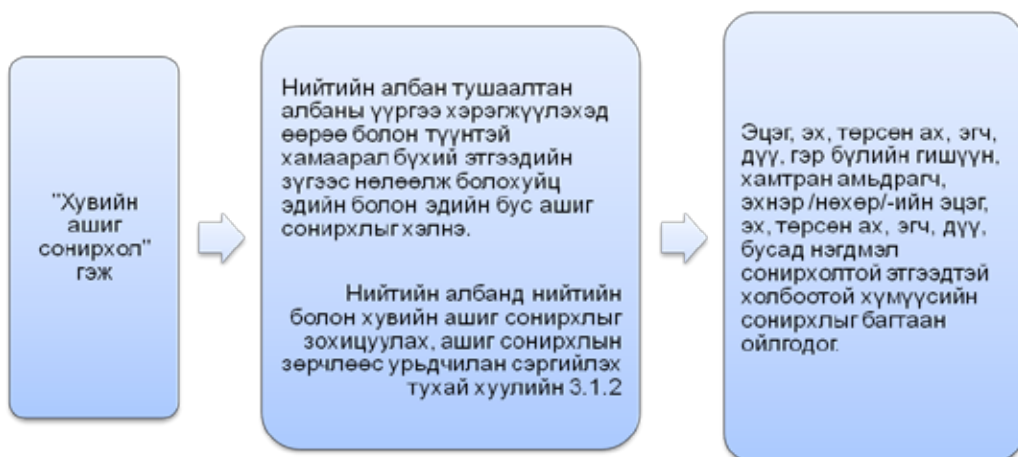 "Хувийн
ашиг
сонирхол"
гэж
Нийтийн албан тушаалтан
албаны үүргээ хэрэгжүүлэхэд
өөрөө болон түүнтэй
хамаарал бүхий этгээдийн
зүгээс нөлөөлж болохуйц
эдийн болон эдийн бус ашиг
сонирхлыг хэлнэ.
Нийтийн албанд нийтийн
болон хувийн ашиг сонирхлыг
зохицуулах, ашиг сонирхлын
зөрчлөөс урьдчилан сэргийлэх
тухай хуулийн 3.1.2
Эцэг, эх, төрсөн ах, эгч,
дүү, гэр бүлийн гишүүн,
хамтран амьдрагч,
эхнэр /нөхөр/-ийн эцэг,
эх, төрсөн ах, эгч, дүү,
бусад нэгдмэл
сонирхолтой этгээдтэй
холбоотой хүмүүсийн
сонирхлыг багтаан
ойлгодог.